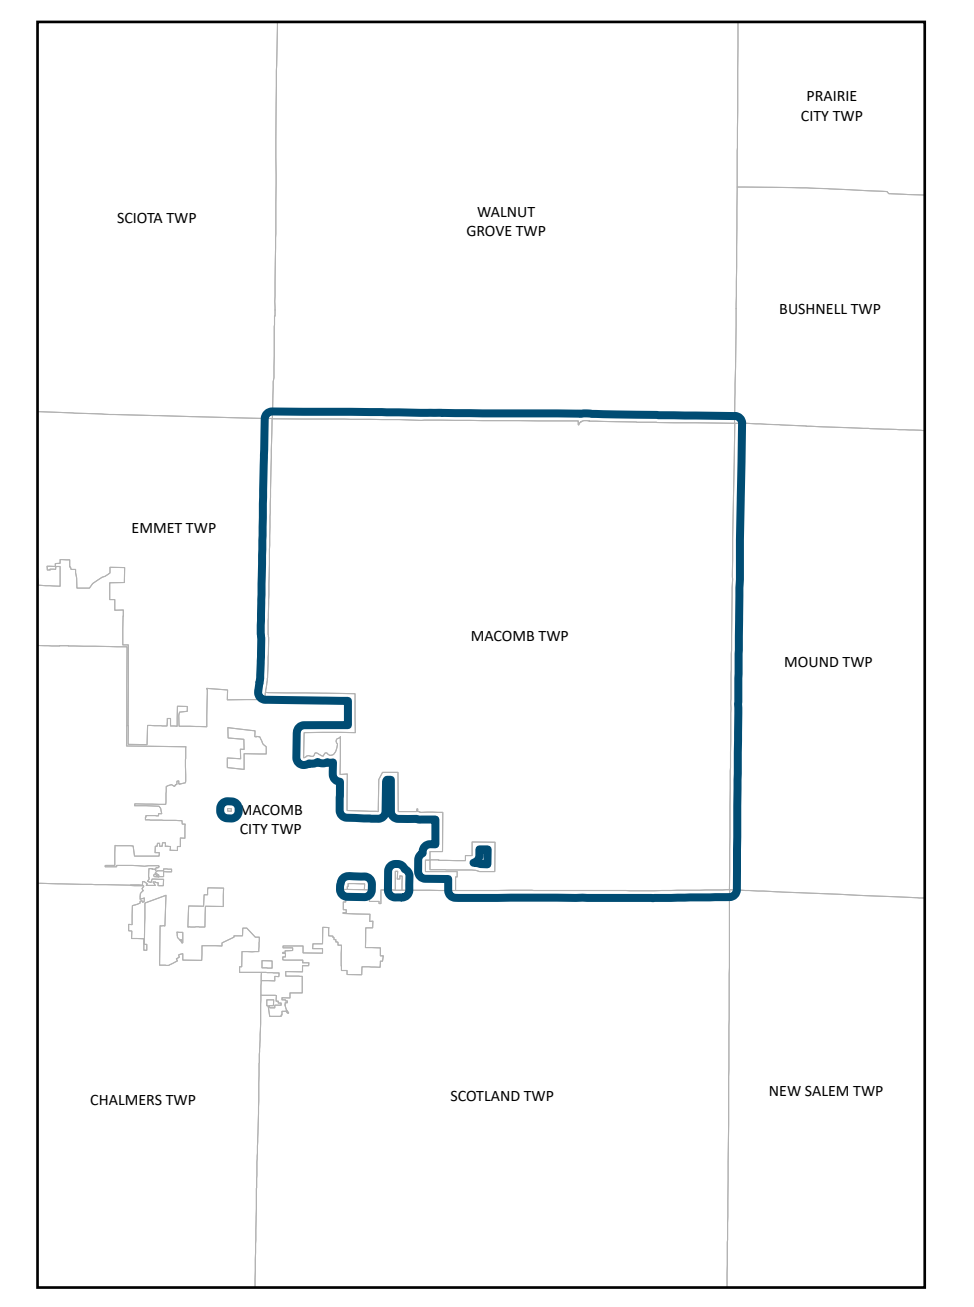 PRAIRIE
CITY TWP
SCIOTA TWP
WALNUT
GROVE TWP
BUSHNELL TWP
EMMET TWP
MACOMB TWP
MOUND TWP
MACOMB
CITY TWP
CHALMERS TWP
SCOTLAND TWP
NEW SALEM TWP